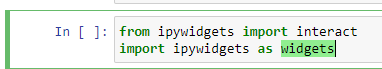 In [ ]: from ipywidgets import interact
import ipywidgets as widgets